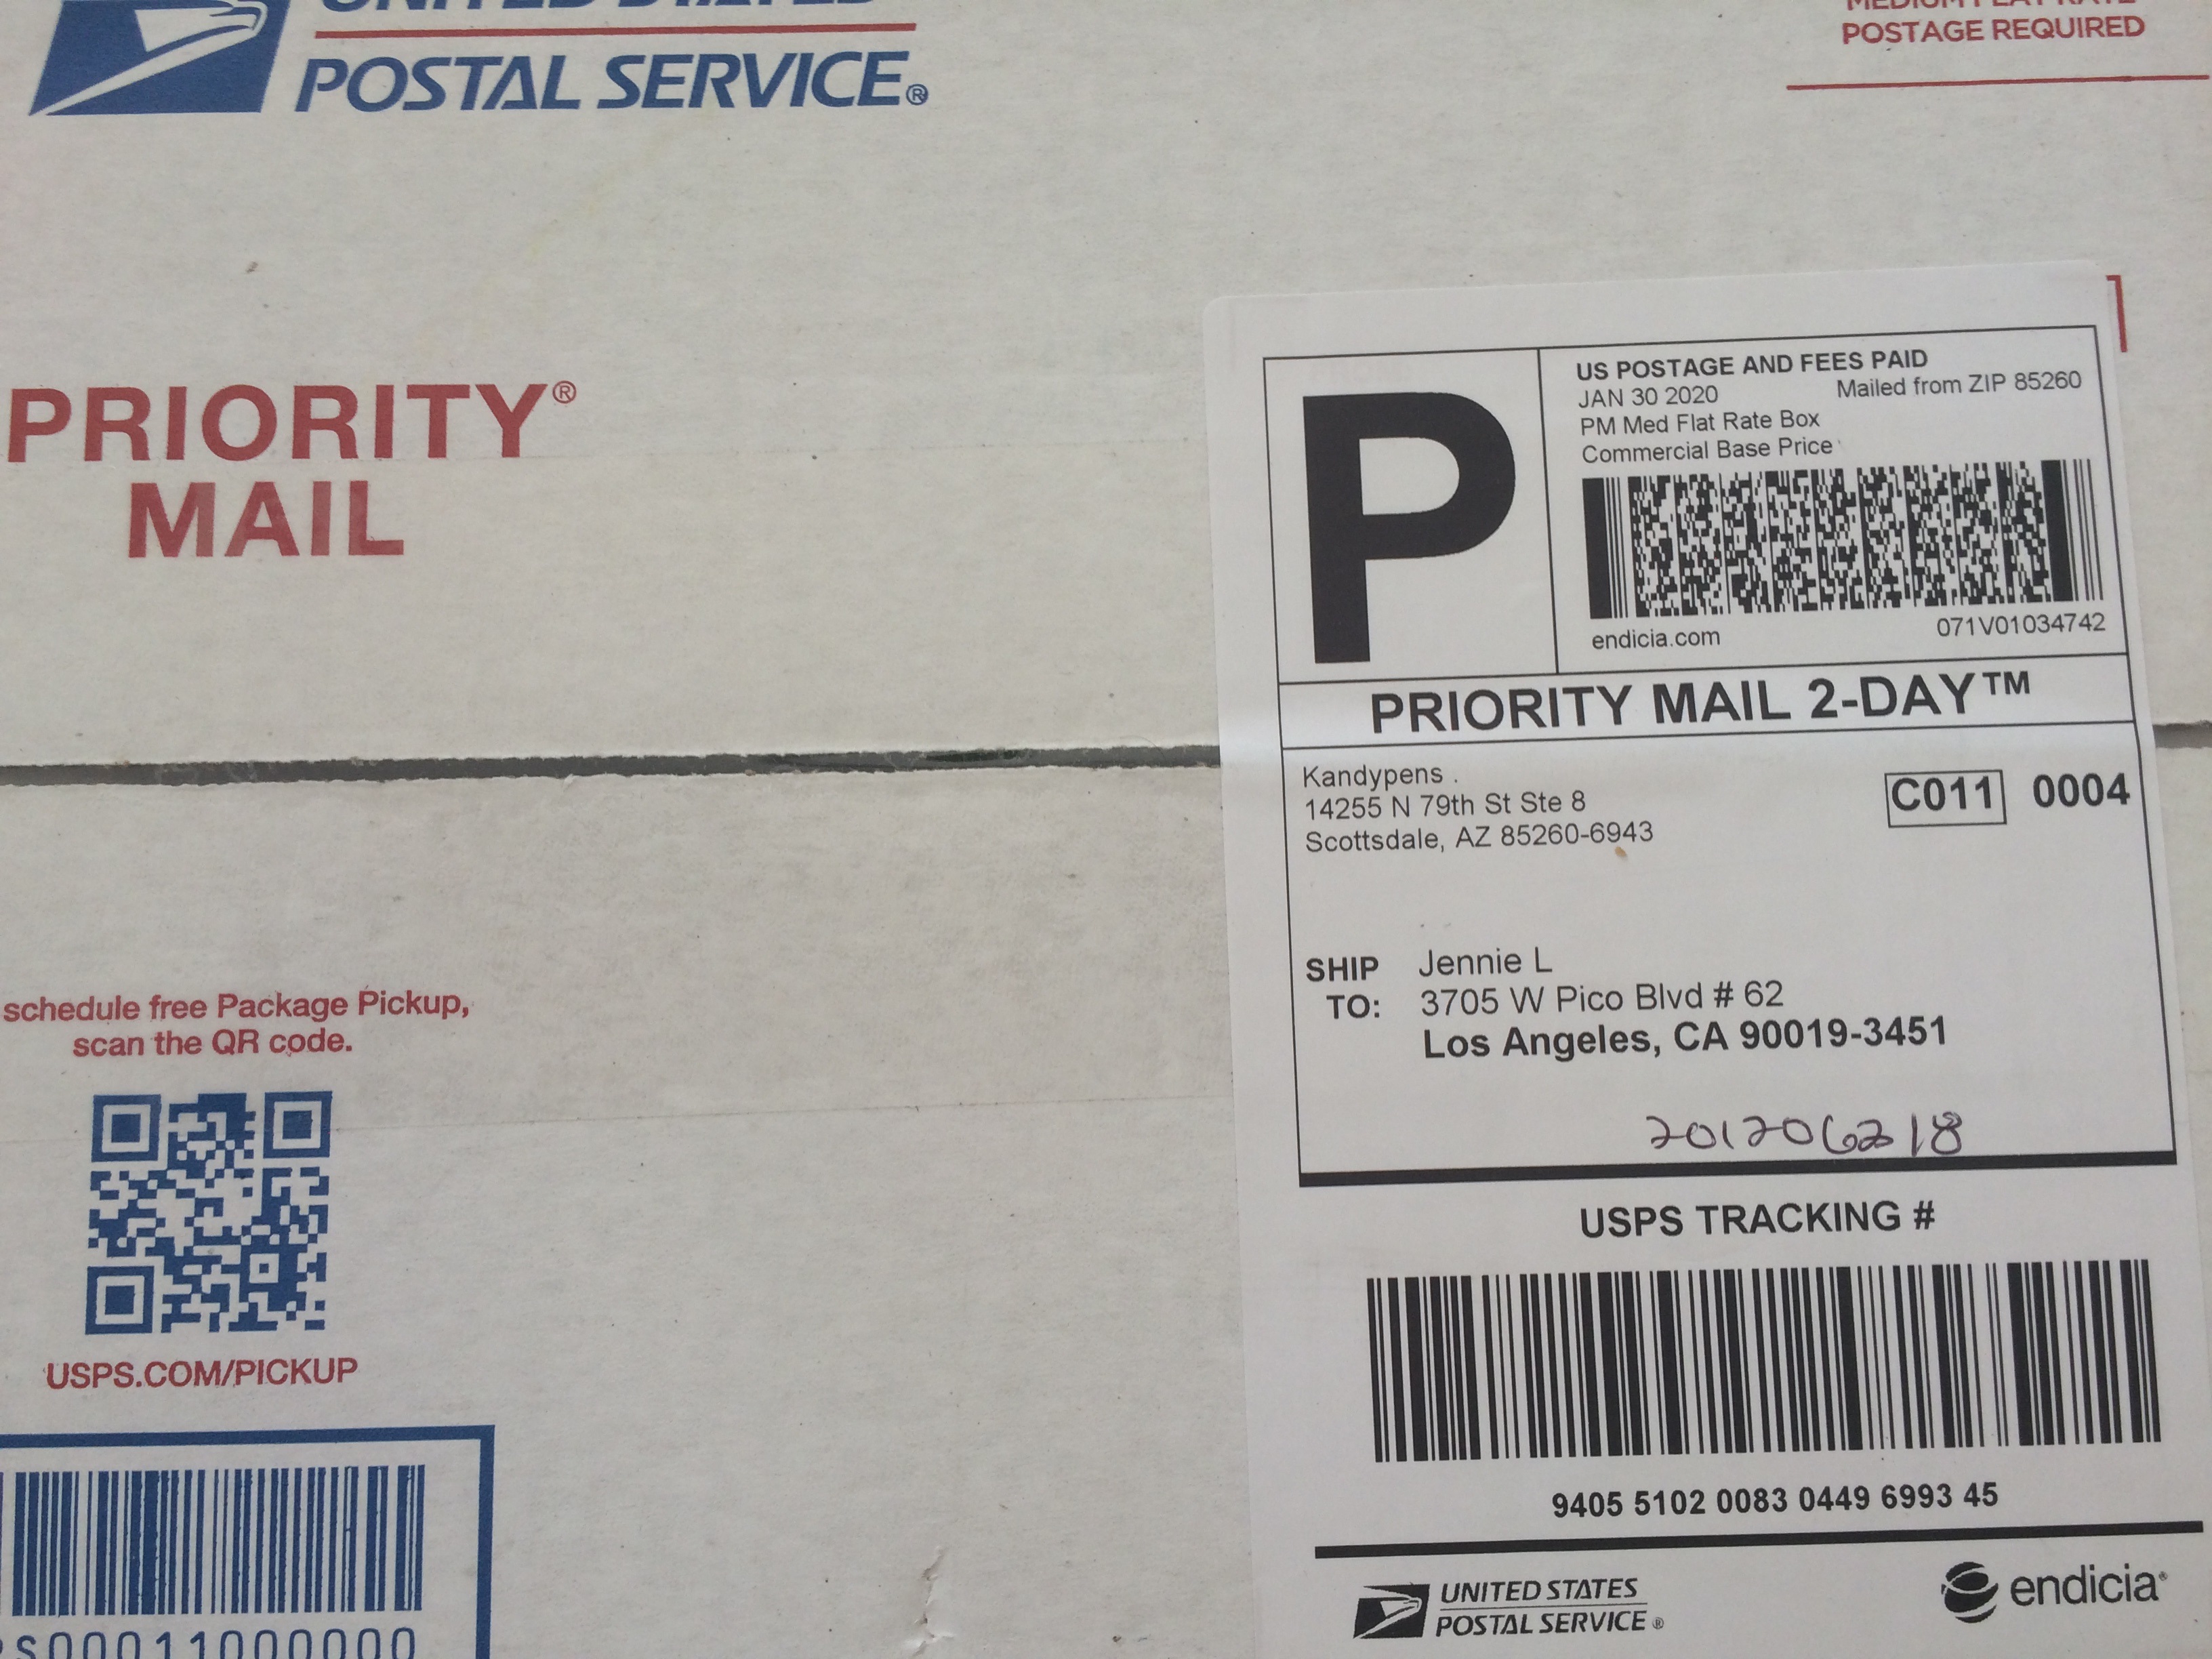 POSTAL SERVICE®
POSTAGE REQUIRED
PRIORITY®
MAIL
schedule free Package Pickup,
scan the QR code.
USPS.COM/PICKUP
S00011000000
P
US POSTAGE AND FEES PAID
JAN 30 2020 Mailed from ZIP 85260
PM Med Flat Rate Box
Commercial Base Price
endicia.com 071V01034742
PRIORITY MAIL 2-DAY™
Kandypens .
14255 N 79th St Ste 8
Scottsdale, AZ 85260-6943
C011 0004
SHIP TO:
Jennie L
3705 W Pico Blvd # 62
Los Angeles, CA 90019-3451
USPS TRACKING #
9405 5102 0083 0449 6993 45
UNITED STATES
POSTAL SERVICE®
endicia